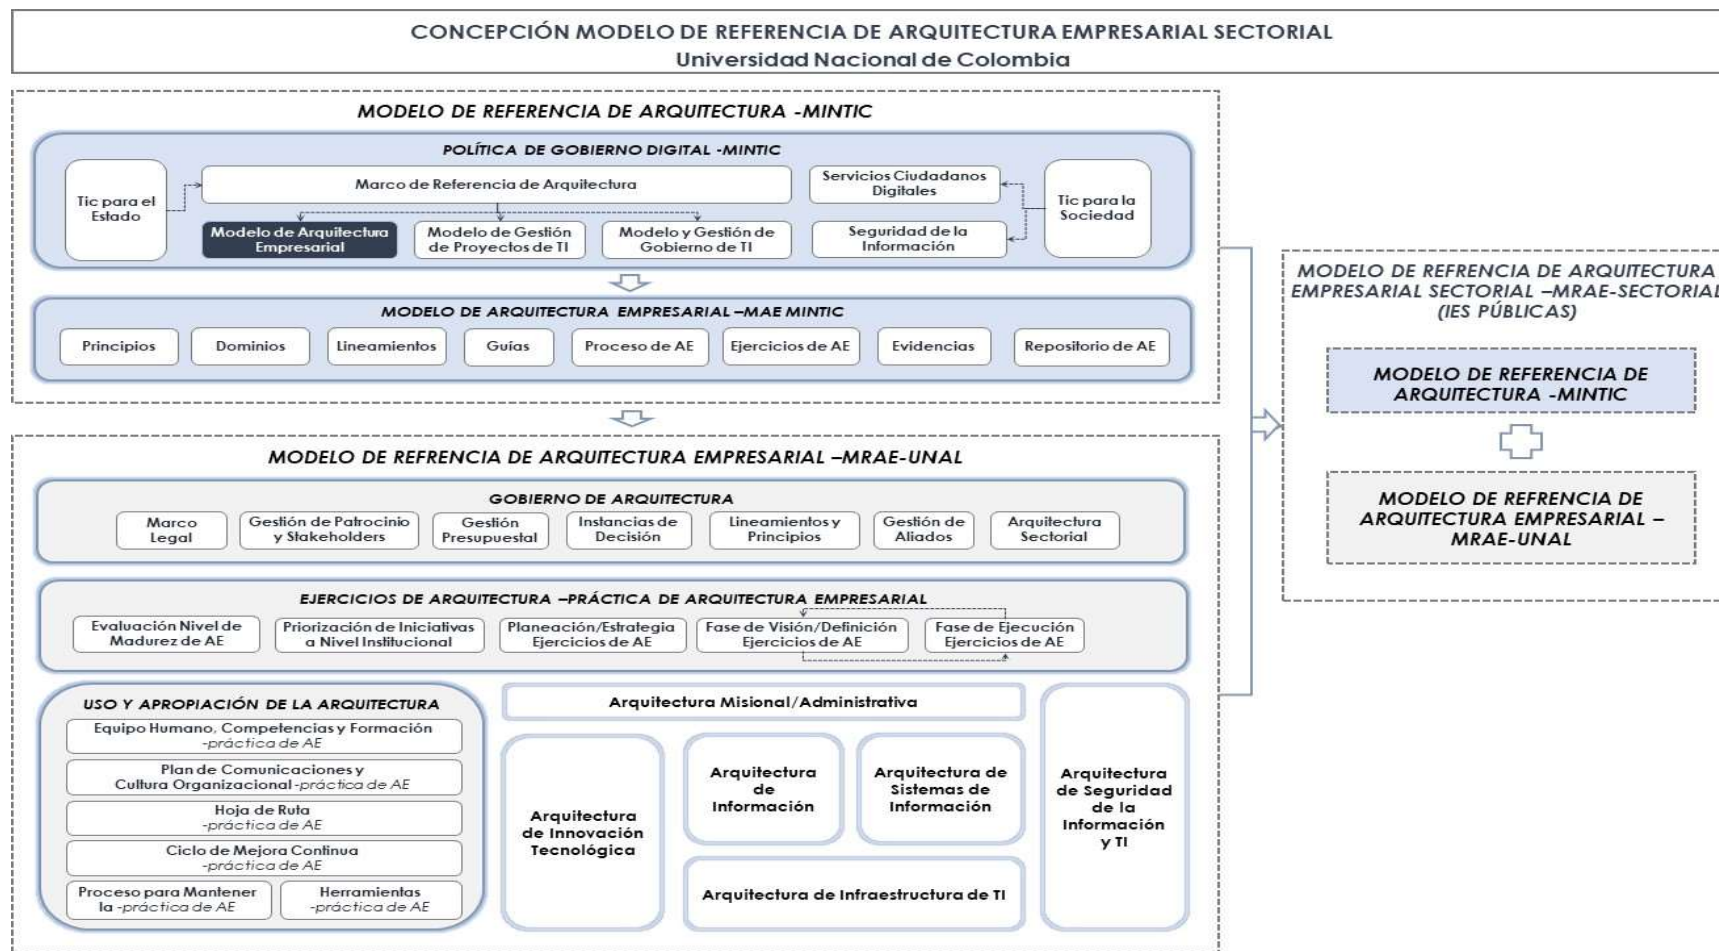 CONCEPCIÓN MODELO DE REFERENCIA DE ARQUITECTURA EMPRESARIAL SECTORIAL
Universidad Nacional de Colombia
MODELO DE REFERENCIA DE ARQUITECTURA -MINTIC
POLÍTICA DE GOBIERNO DIGITAL -MINTIC
Tic para el
Estado
Marco de Referencia de Arquitectura
Servicios Ciudadanos
Digitales
Tic para la
Sociedad
Modelo de Arquitectura
Empresarial
Modelo de Gestión
de Proyectos de TI
Modelo y Gestión de
Gobierno de TI
Seguridad de la
Información
MODELO DE ARQUITECTURA EMPRESARIAL –MAE MINTIC
Principios
Dominios
Lineamientos
Guías
Proceso de AE
Ejercicios de AE
Evidencias
Repositorio de AE
MODELO DE REFRENCIA DE ARQUITECTURA EMPRESARIAL –MRAE-UNAL
GOBIERNO DE ARQUITECTURA
Marco
Legal
Gestión de Patrocinio
y Stakeholders
Gestión
Presupuestal
Instancias de
Decisión
Lineamientos y
Principios
Gestión de
Aliados
Arquitectura
Sectorial
EJERCICIOS DE ARQUITECTURA –PRÁCTICA DE ARQUITECTURA EMPRESARIAL
Evaluación Nivel de
Madurez de AE
Priorización de Iniciativas
a Nivel Institucional
Planeación/Estrategia
Ejercicios de AE
Fase de Visión/Definición
Ejercicios de AE
Fase de Ejecución
Ejercicios de AE
USO Y APROPIACIÓN DE LA ARQUITECTURA
Equipo Humano, Competencias y Formación
-práctica de AE
Plan de Comunicaciones y
Cultura Organizacional -práctica de AE
Hoja de Ruta
-práctica de AE
Ciclo de Mejora Continua
-práctica de AE
Proceso para Mantener
la -práctica de AE
Herramientas
-práctica de AE
Arquitectura Misional/Administrativa
Arquitectura
de Innovación
Tecnológica
Arquitectura
de
Información
Arquitectura de
Sistemas de
Información
Arquitectura de Infraestructura de TI
Arquitectura
de Seguridad
de la
Información
y TI
MODELO DE REFRENCIA DE ARQUITECTURA
EMPRESARIAL SECTORIAL –MRAE-SECTORIAL
(IES PÚBLICAS)
MODELO DE REFERENCIA DE
ARQUITECTURA -MINTIC
MODELO DE REFRENCIA DE
ARQUITECTURA EMPRESARIAL –
MRAE-UNAL